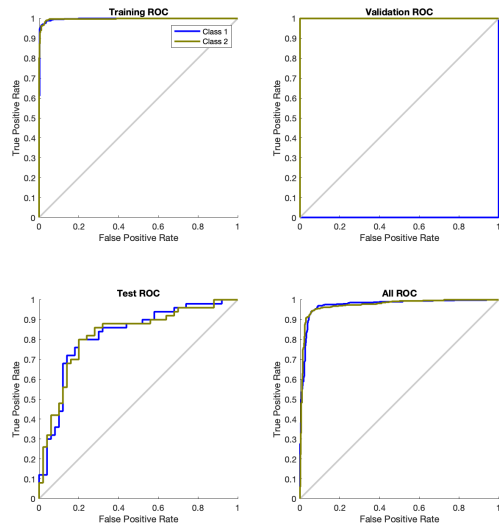 Training ROC
1
0.9
0.8
0.7
0.6
0.5
0.4
0.3
0.2
0.1
0
True Positive Rate
0 0.2 0.4 0.6 0.8 1
False Positive Rate
Class 1
Class 2
Validation ROC
1
0.9
0.8
0.7
0.6
0.5
0.4
0.3
0.2
0.1
0
True Positive Rate
0 0.2 0.4 0.6 0.8 1
False Positive Rate
Test ROC
1
0.9
0.8
0.7
0.6
0.5
0.4
0.3
0.2
0.1
0
True Positive Rate
0 0.2 0.4 0.6 0.8 1
False Positive Rate
All ROC
1
0.9
0.8
0.7
0.6
0.5
0.4
0.3
0.2
0.1
0
True Positive Rate
0 0.2 0.4 0.6 0.8 1
False Positive Rate